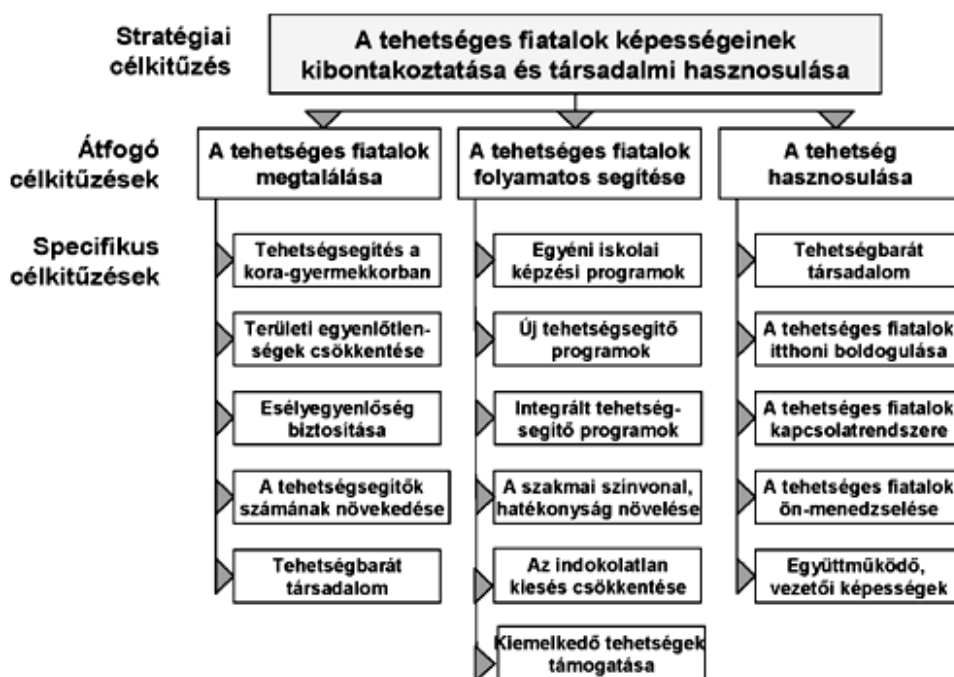 Stratégiai
célkitűzés
A tehetséges fiatalok képességeinek
kibontakoztatása és társadalmi hasznosulása
Átfogó
célkitűzések
A tehetséges fiatalok
megtalálása
A tehetséges fiatalok
folyamatos segítése
A tehetség
hasznosulása
Specifikus
célkitűzések
Tehetségsegítés a
kora-gyermekkorban
Területi egyenlőtlen-
ségek csökkentése
Esélyegyenlőség
biztosítása
A tehetségsegítők
számának növekedése
Tehetségbarát
társadalom
Egyéni iskolai
képzési programok
Új tehetségsegítő
programok
Integrált tehetség-
segítő programok
A szakmai színvonal,
hatékonyság növelése
Az indokolatlan
kiesés csökkentése
Kiemelkedő tehetségek
támogatása
Tehetségbarát
társadalom
A tehetséges fiatalok
itthoni boldogulása
A tehetséges fiatalok
kapcsolatrendszere
A tehetséges fiatalok
ön-menedzselése
Együttműködő,
vezetői képességek